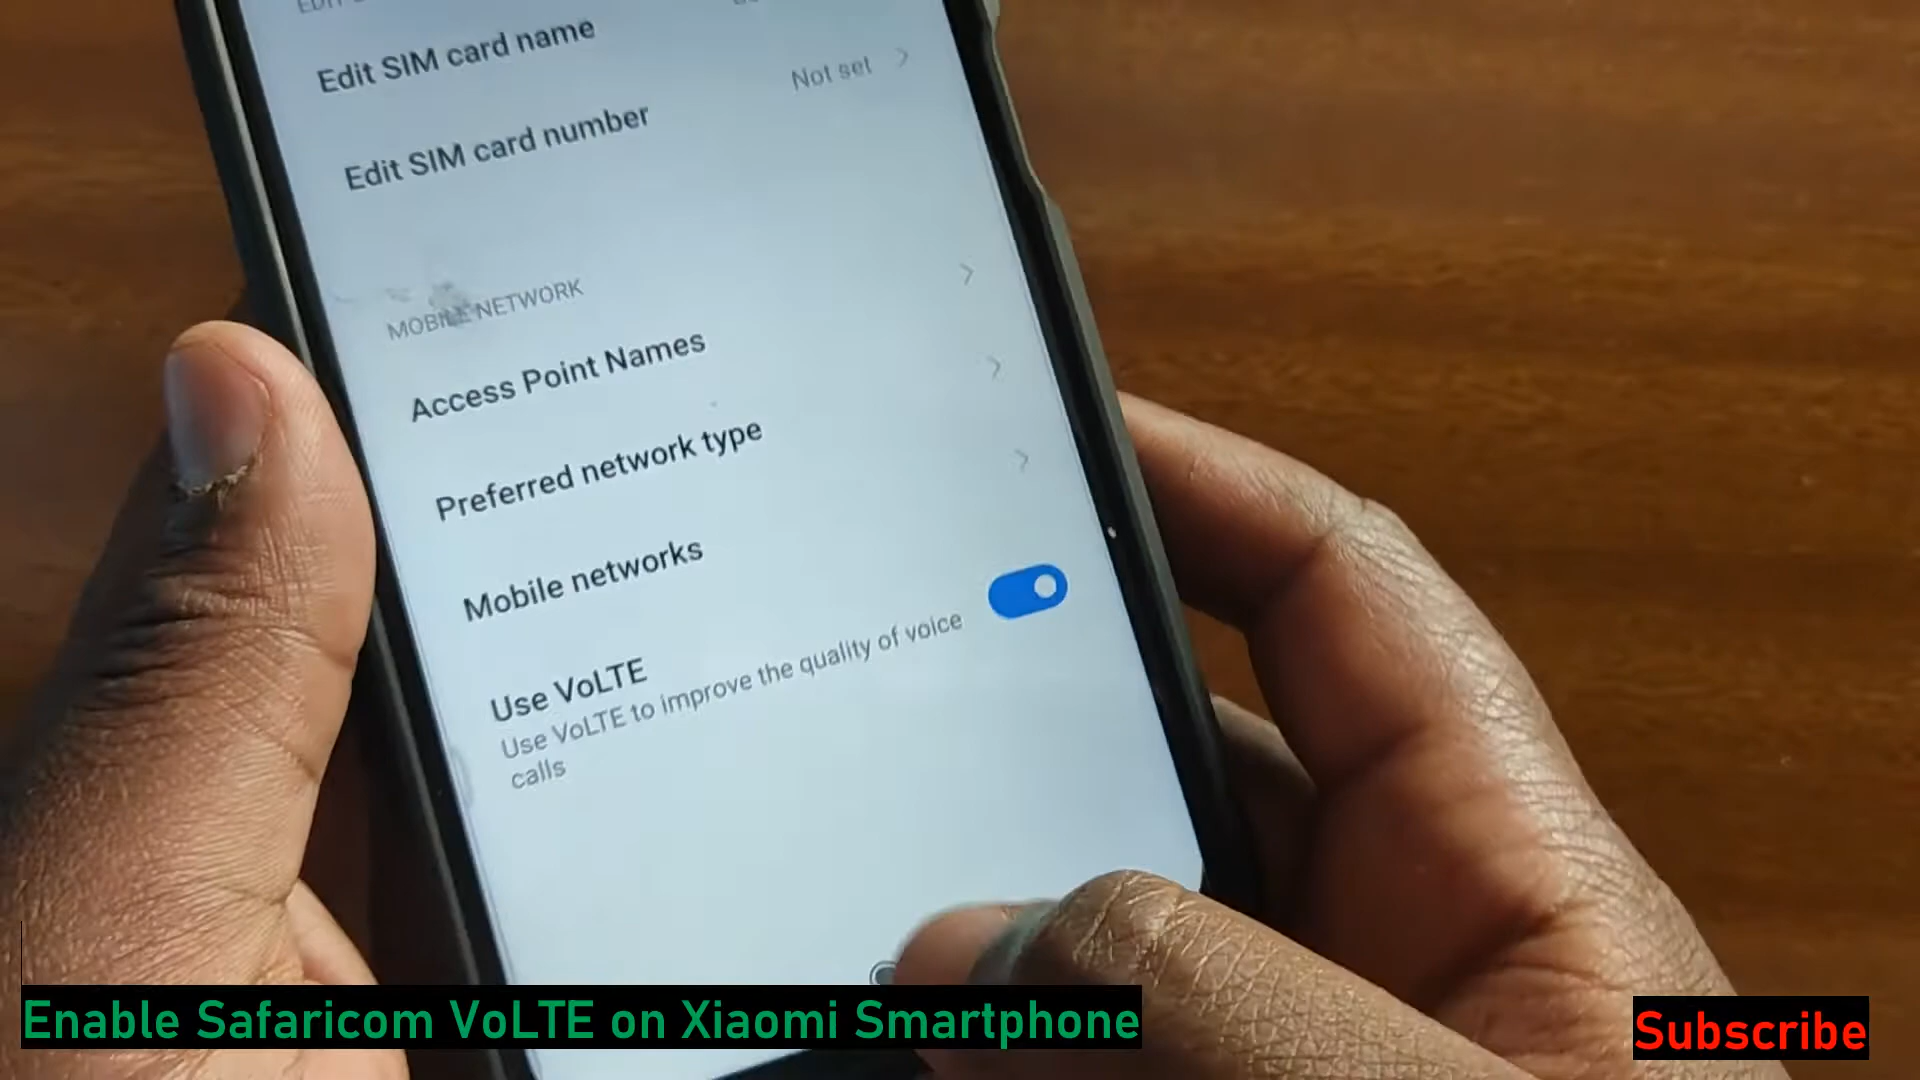 Edit SIM card name
Edit SIM card number
Not set
MOBILE NETWORK
Access Point Names
Preferred network type
Mobile networks
Use VoLTE
Use VoLTE to improve the quality of voice
calls
Enable Safaricom VoLTE on Xiaomi Smartphone
Subscribe